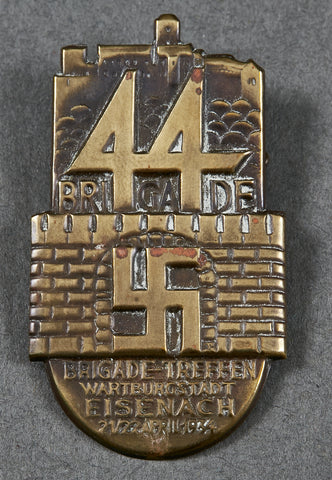 44
BRIGADE
BRIGADE-TREFFEN
WARTBURGSTADT
EISENACH
21/22 APRIL 1934